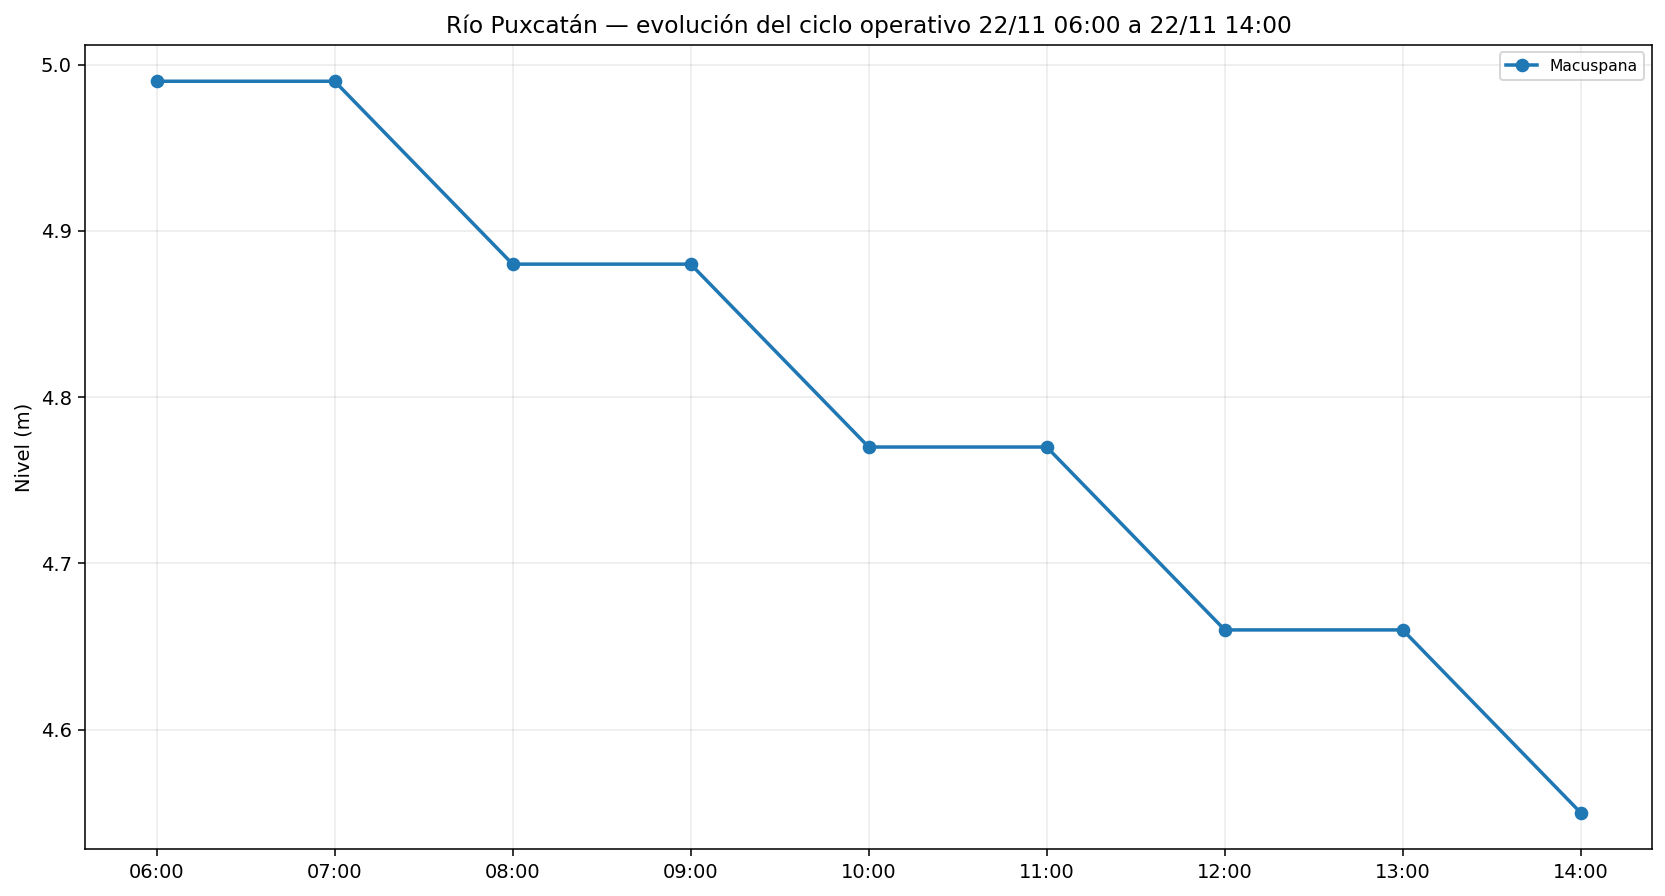 Río Puxcatán — evolución del ciclo operativo 22/11 06:00 a 22/11 14:00
Macuspana
Nivel (m)
5.0
4.9
4.8
4.7
4.6
06:00 07:00 08:00 09:00 10:00 11:00 12:00 13:00 14:00